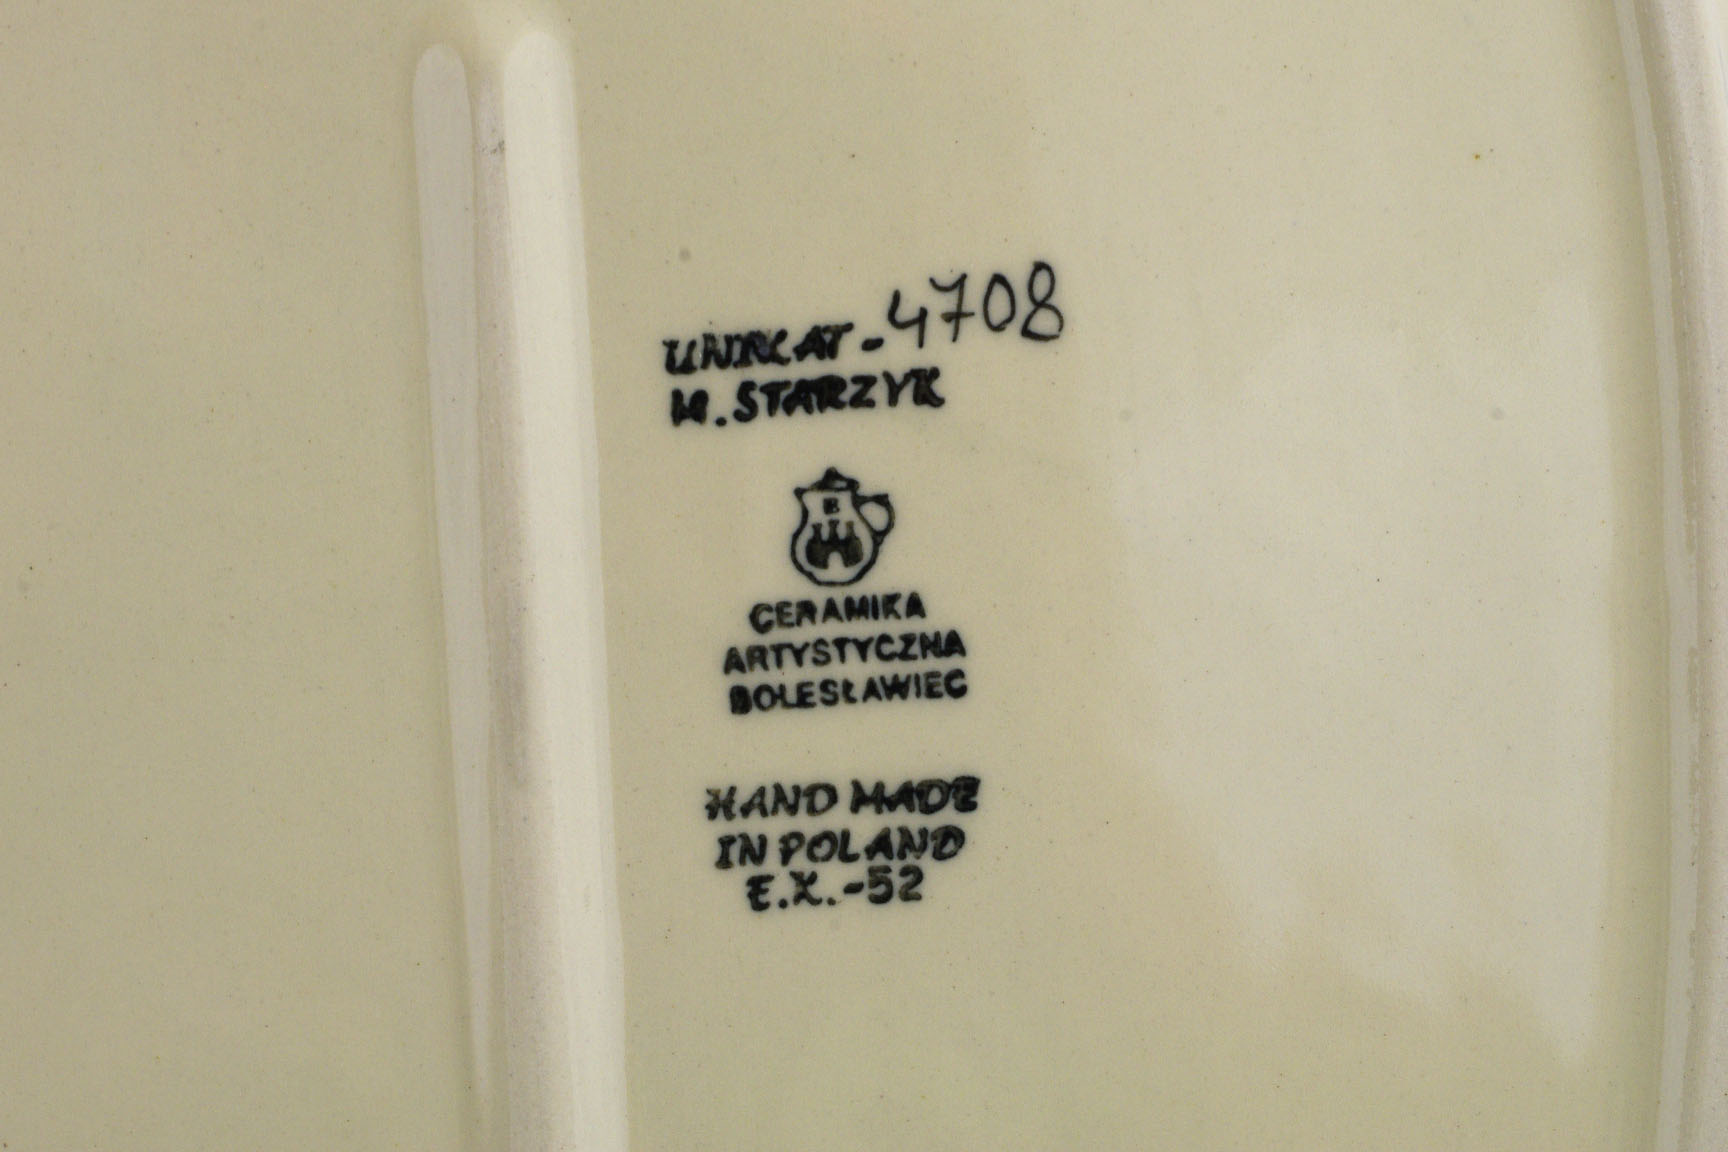 UNIKAT-4708
M. STARZYK
B
CERAMIKA
ARTYSTYCZNA
BOLESŁAWIEC
HAND MADE
IN POLAND
E.X.-52